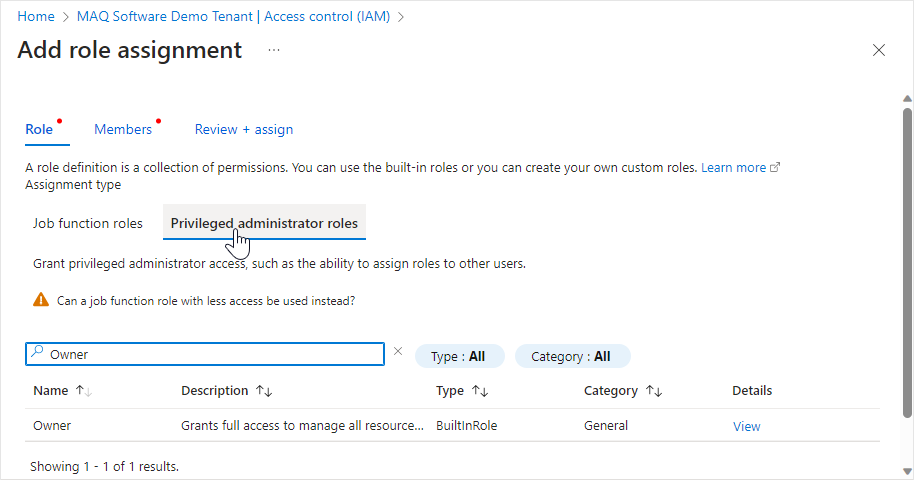 Home > MAQ Software Demo Tenant | Access control (IAM) >
Add role assignment ...
Role Members Review + assign
A role definition is a collection of permissions. You can use the built-in roles or you can create your own custom roles. Learn more
Assignment type
Job function roles Privileged administrator roles
Grant privileged administrator access, such as the ability to assign roles to other users.
Can a job function role with less access be used instead?
Owner Type : All Category : All
Name Description Type Category Details
Owner Grants full access to manage all resource... BuiltInRole General View
Showing 1 - 1 of 1 results.